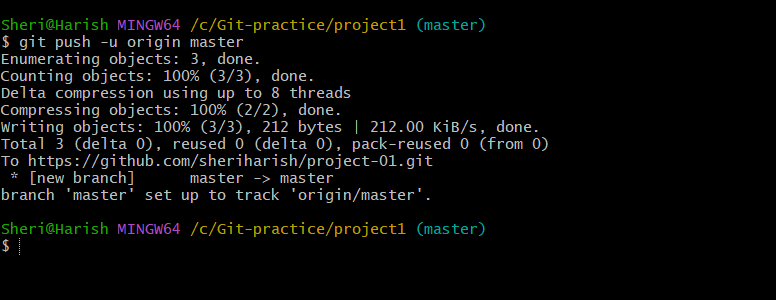 Sheri@Harish MINGW64 /c/Git-practice/project1 (master)
$ git push -u origin master
Enumerating objects: 3, done.
Counting objects: 100% (3/3), done.
Delta compression using up to 8 threads
Compressing objects: 100% (2/2), done.
Writing objects: 100% (3/3), 212 bytes | 212.00 KiB/s, done.
Total 3 (delta 0), reused 0 (delta 0), pack-reused 0 (from 0)
To https://github.com/sheriharish/project-01.git
 * [new branch]      master -> master
branch 'master' set up to track 'origin/master'.
Sheri@Harish MINGW64 /c/Git-practice/project1 (master)
$